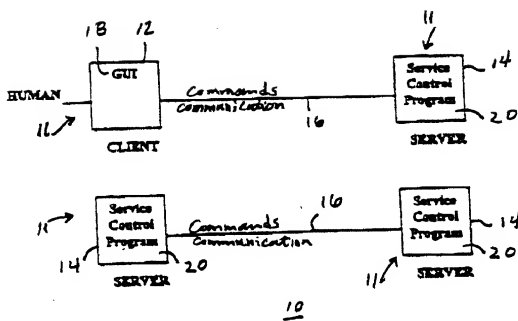 18 12
GUI
HUMAN
11
CLIENT
Commands
Communication
16
11
Service
Control
Program
14
20
SERVER
11
Service
Control
Program
14
20
SERVER
Commands
Communication
16
Service
Control
Program
14
20
11
SERVER
10